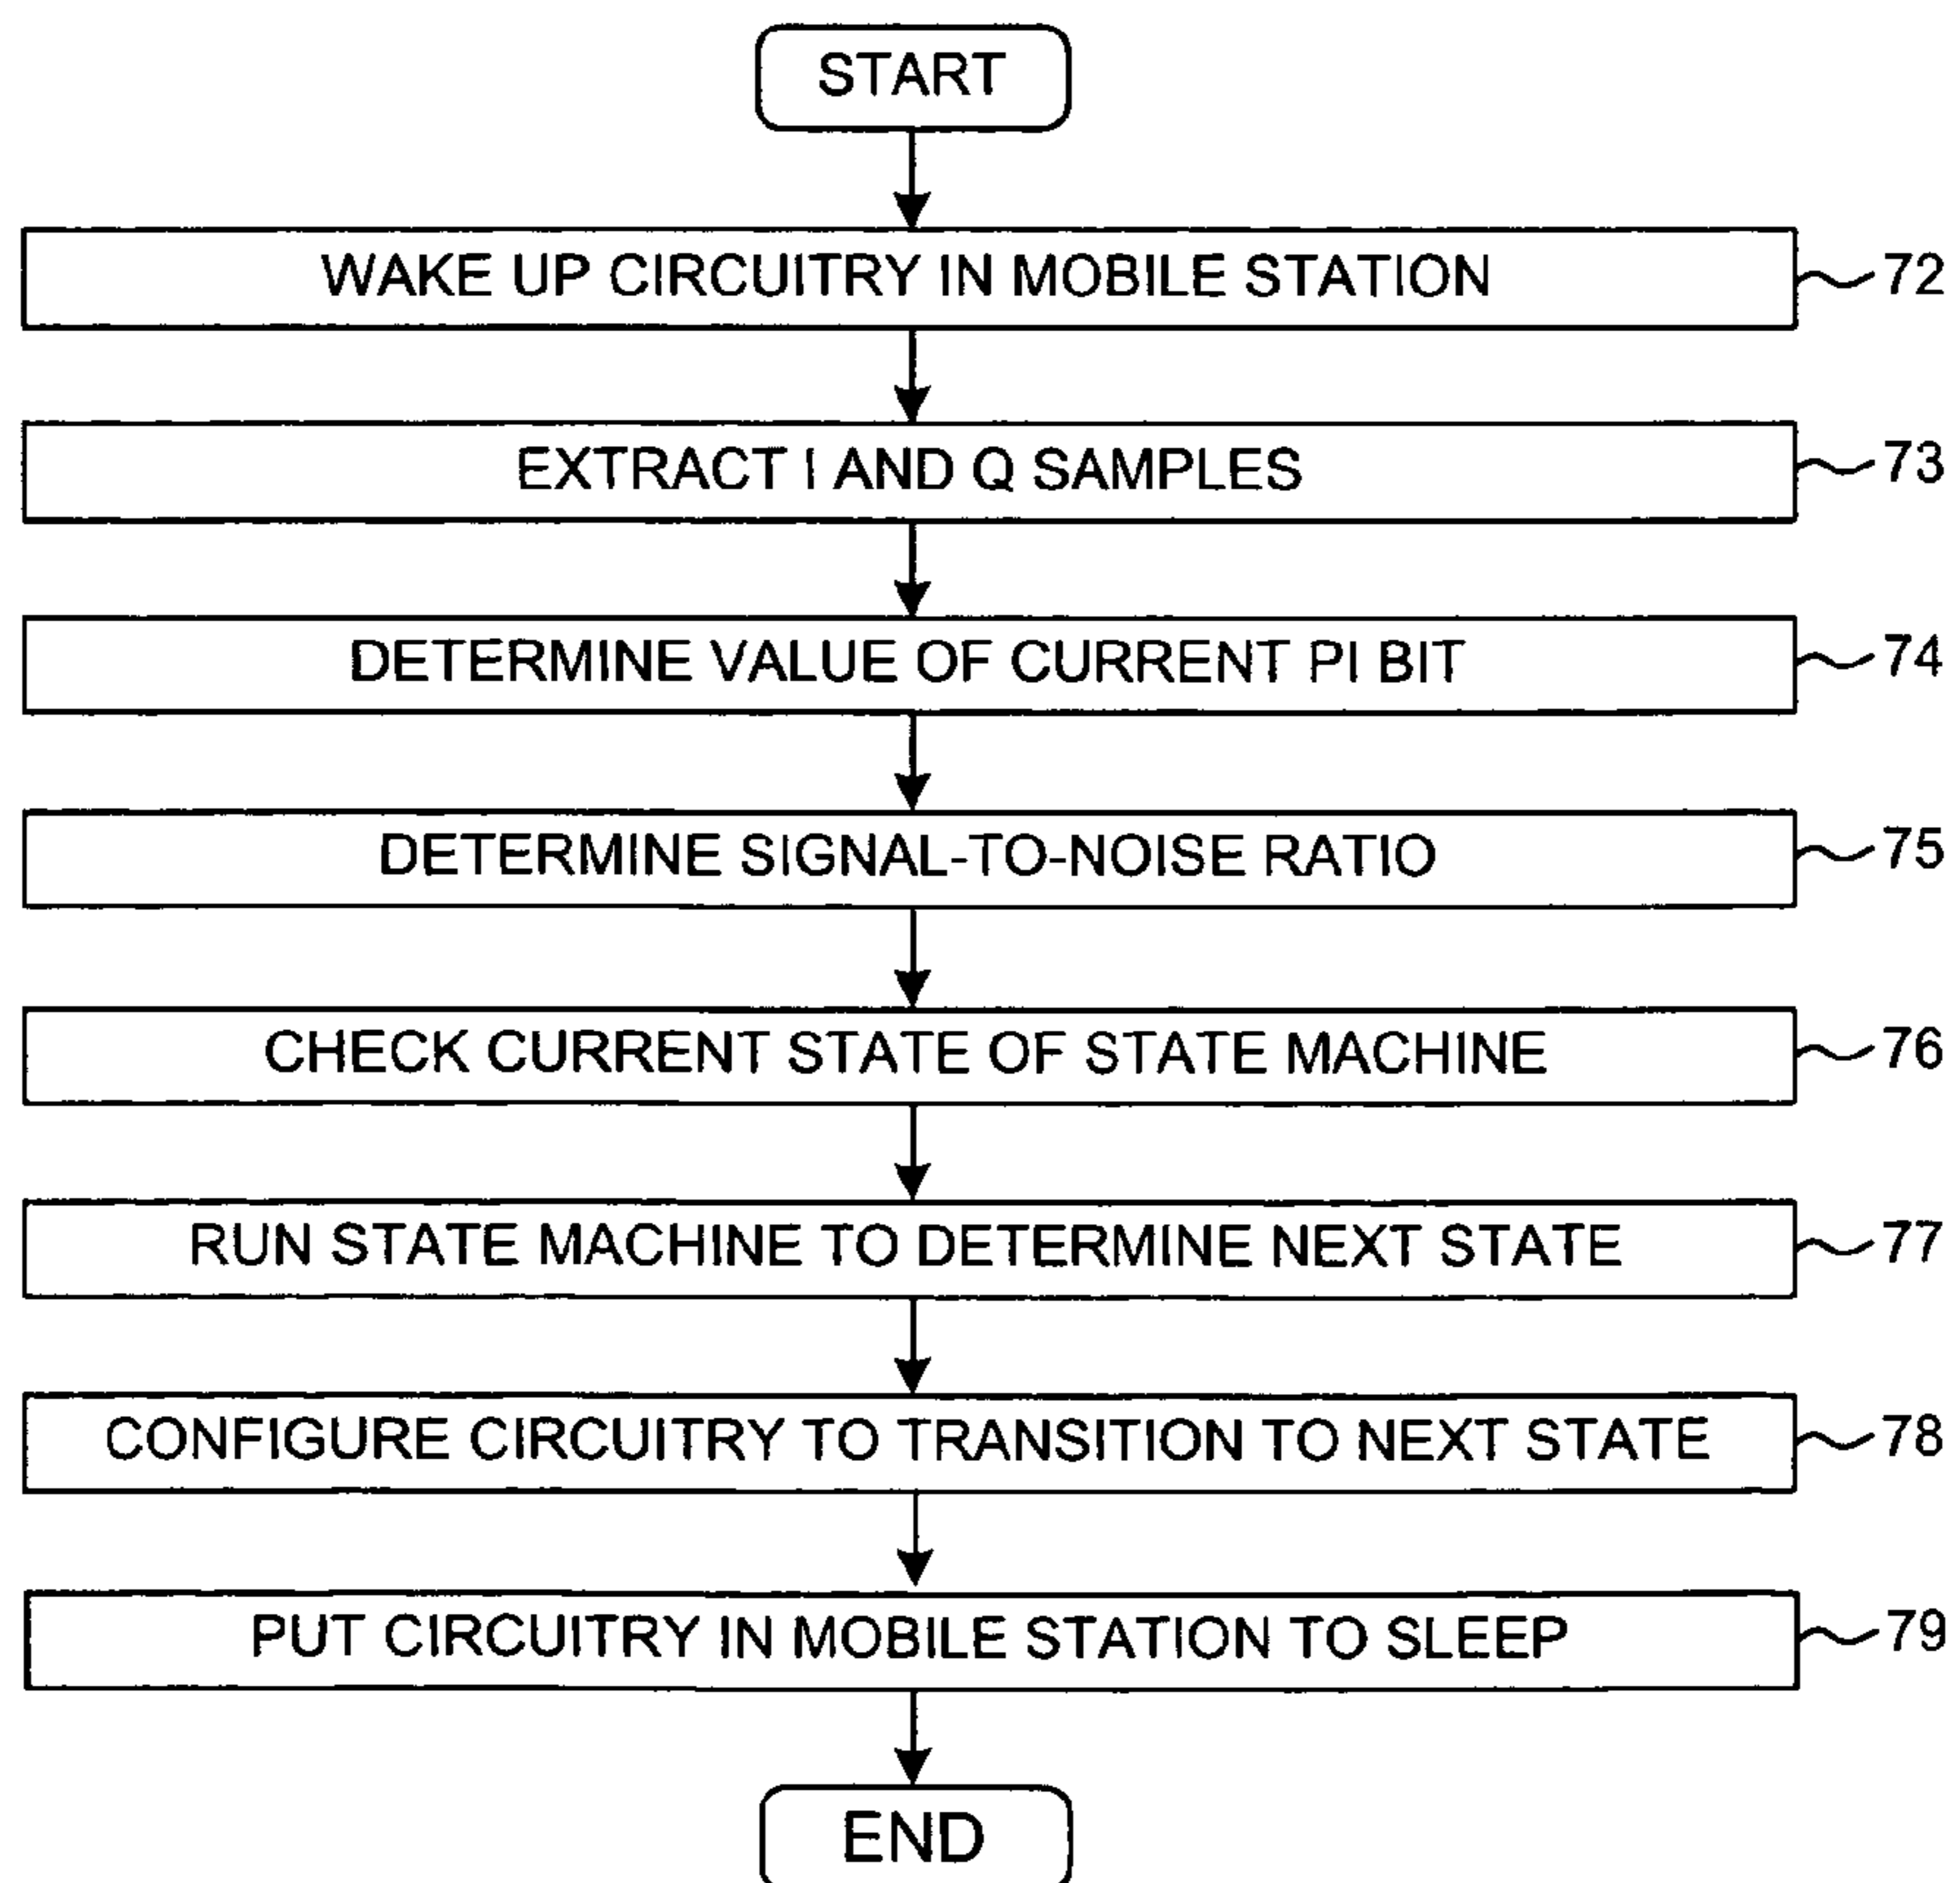 START
WAKE UP CIRCUITRY IN MOBILE STATION 72
EXTRACT I AND Q SAMPLES 73
DETERMINE VALUE OF CURRENT PI BIT 74
DETERMINE SIGNAL-TO-NOISE RATIO 75
CHECK CURRENT STATE OF STATE MACHINE 76
RUN STATE MACHINE TO DETERMINE NEXT STATE 77
CONFIGURE CIRCUITRY TO TRANSITION TO NEXT STATE 78
PUT CIRCUITRY IN MOBILE STATION TO SLEEP 79
END